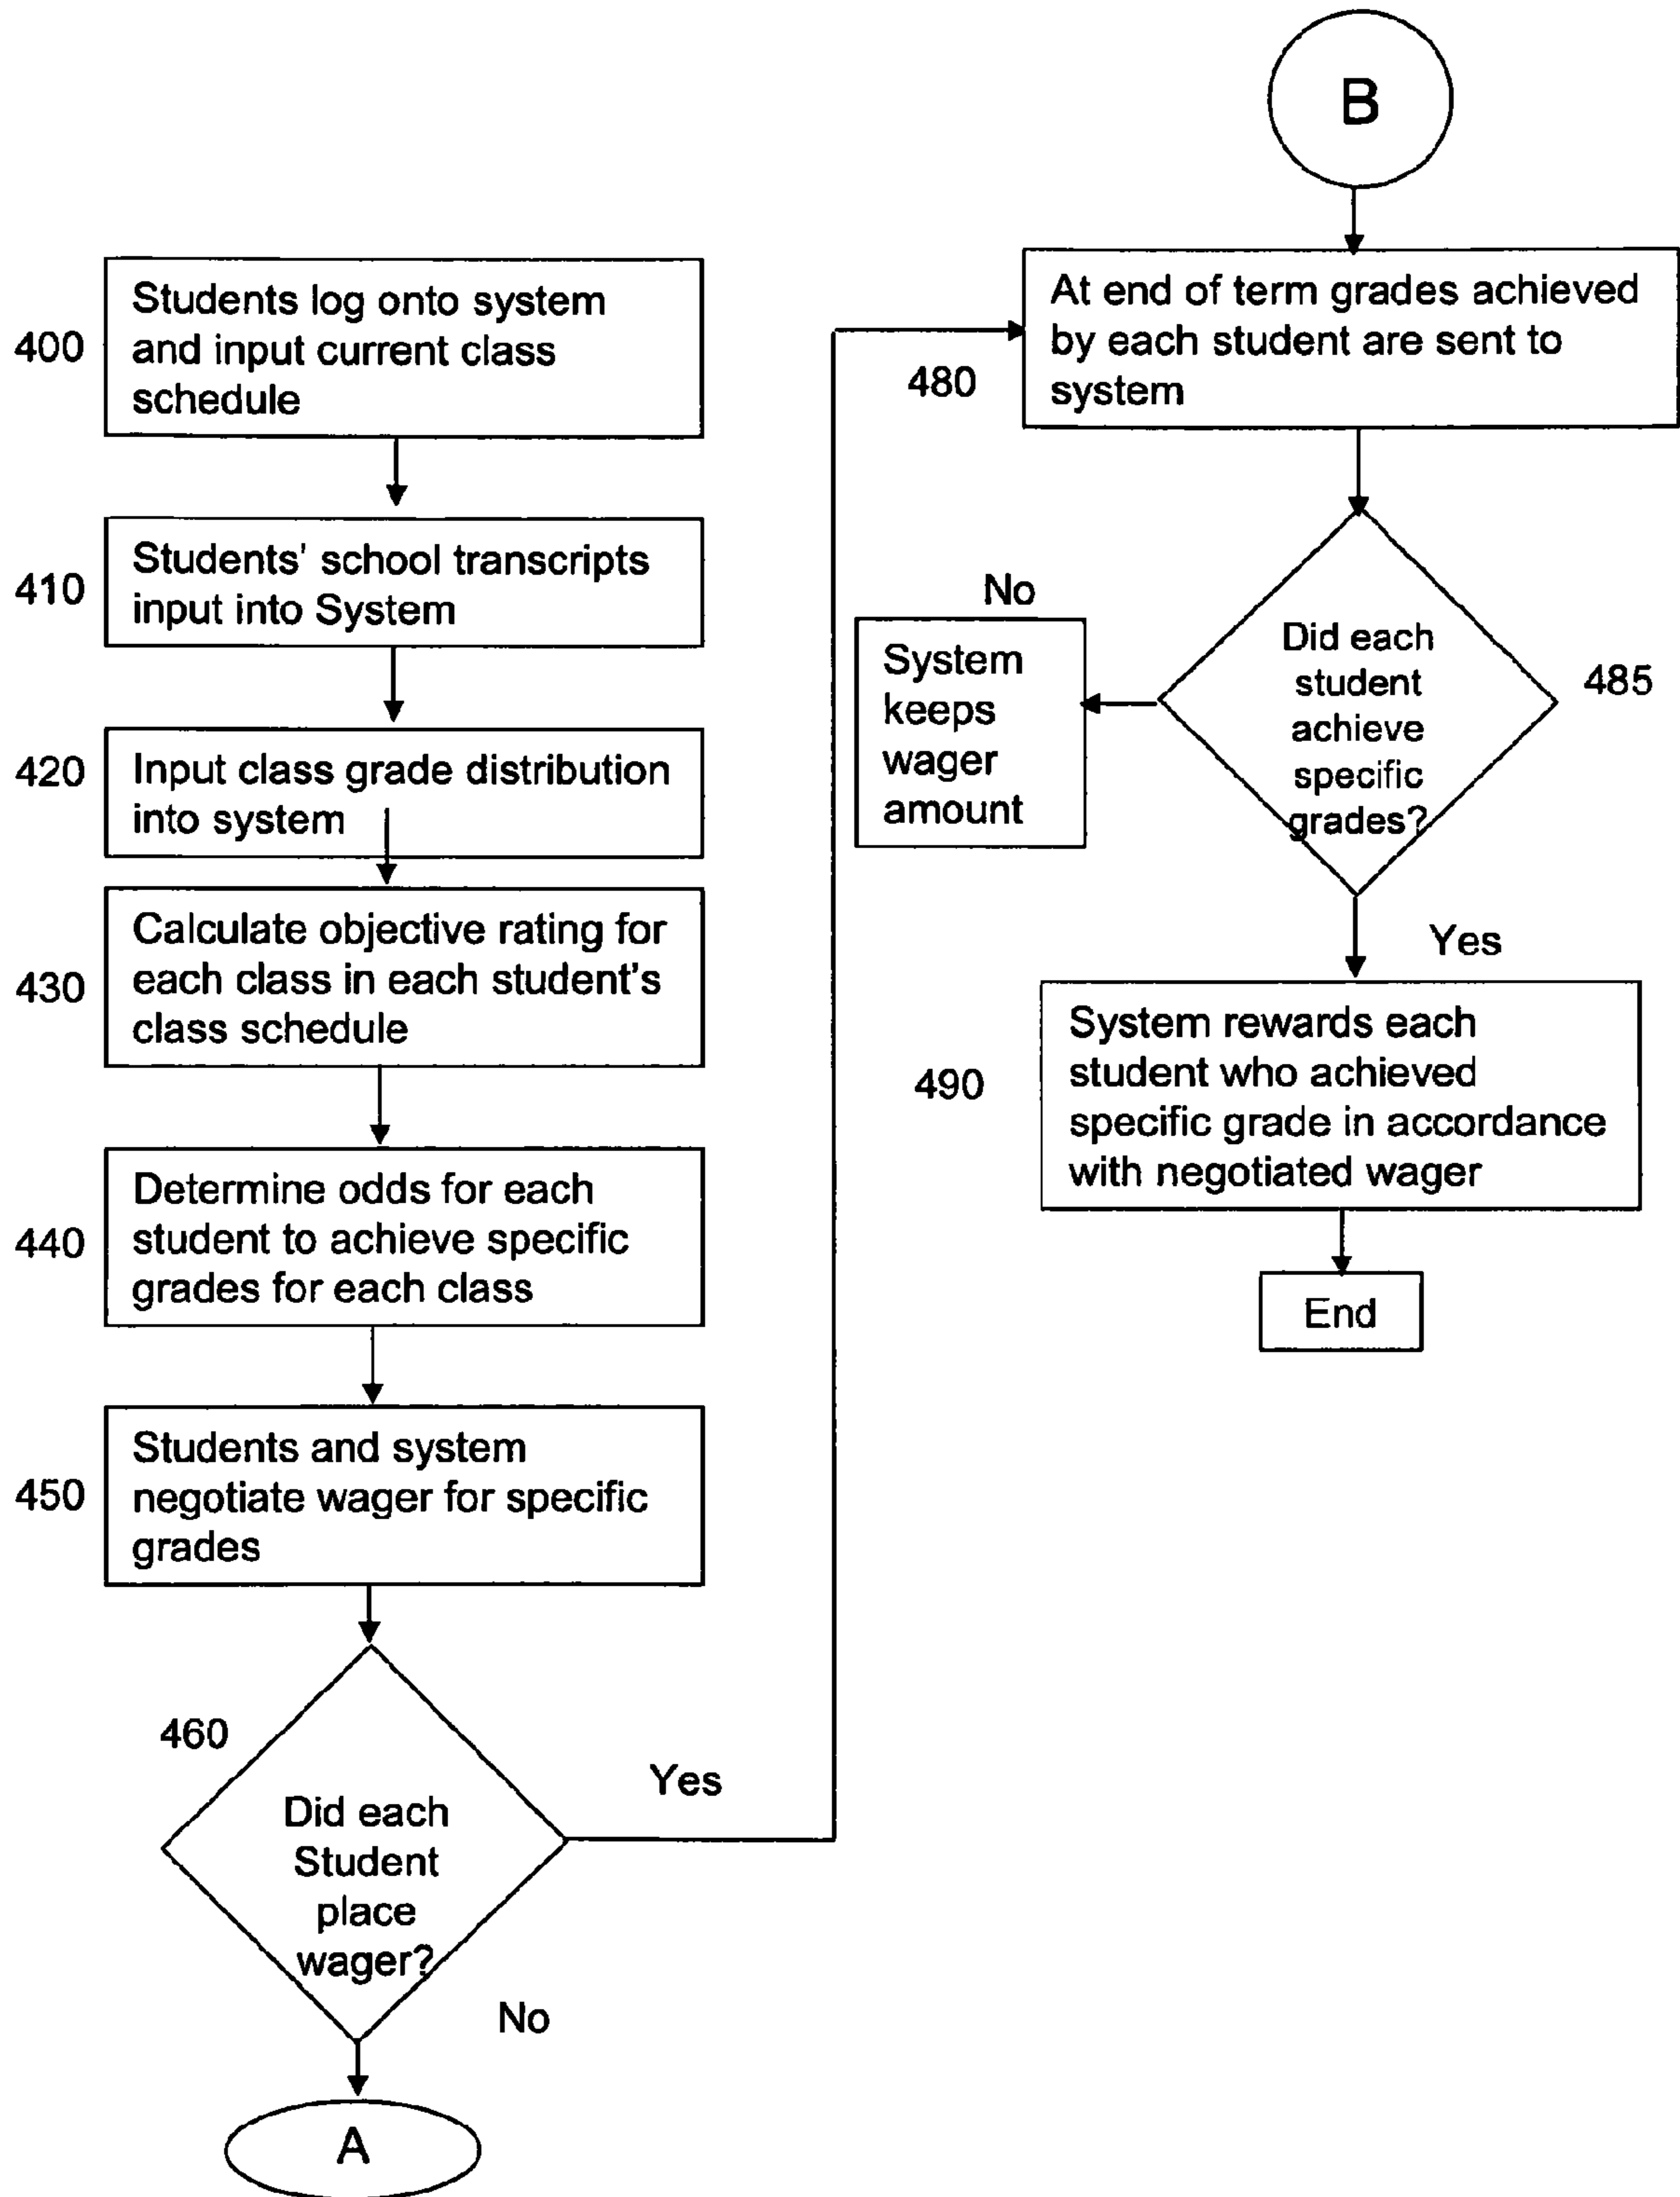 400
Students log onto system
and input current class
schedule
410
Students' school transcripts
input into System
420
Input class grade distribution
into system
430
Calculate objective rating for
each class in each student's
class schedule
440
Determine odds for each
student to achieve specific
grades for each class
450
Students and system
negotiate wager for specific
grades
460
Did each
Student
place
wager?
Yes
No
A
B
480
At end of term grades achieved
by each student are sent to
system
485
Did each
student
achieve
specific
grades?
No
System
keeps
wager
amount
Yes
490
System rewards each
student who achieved
specific grade in accordance
with negotiated wager
End